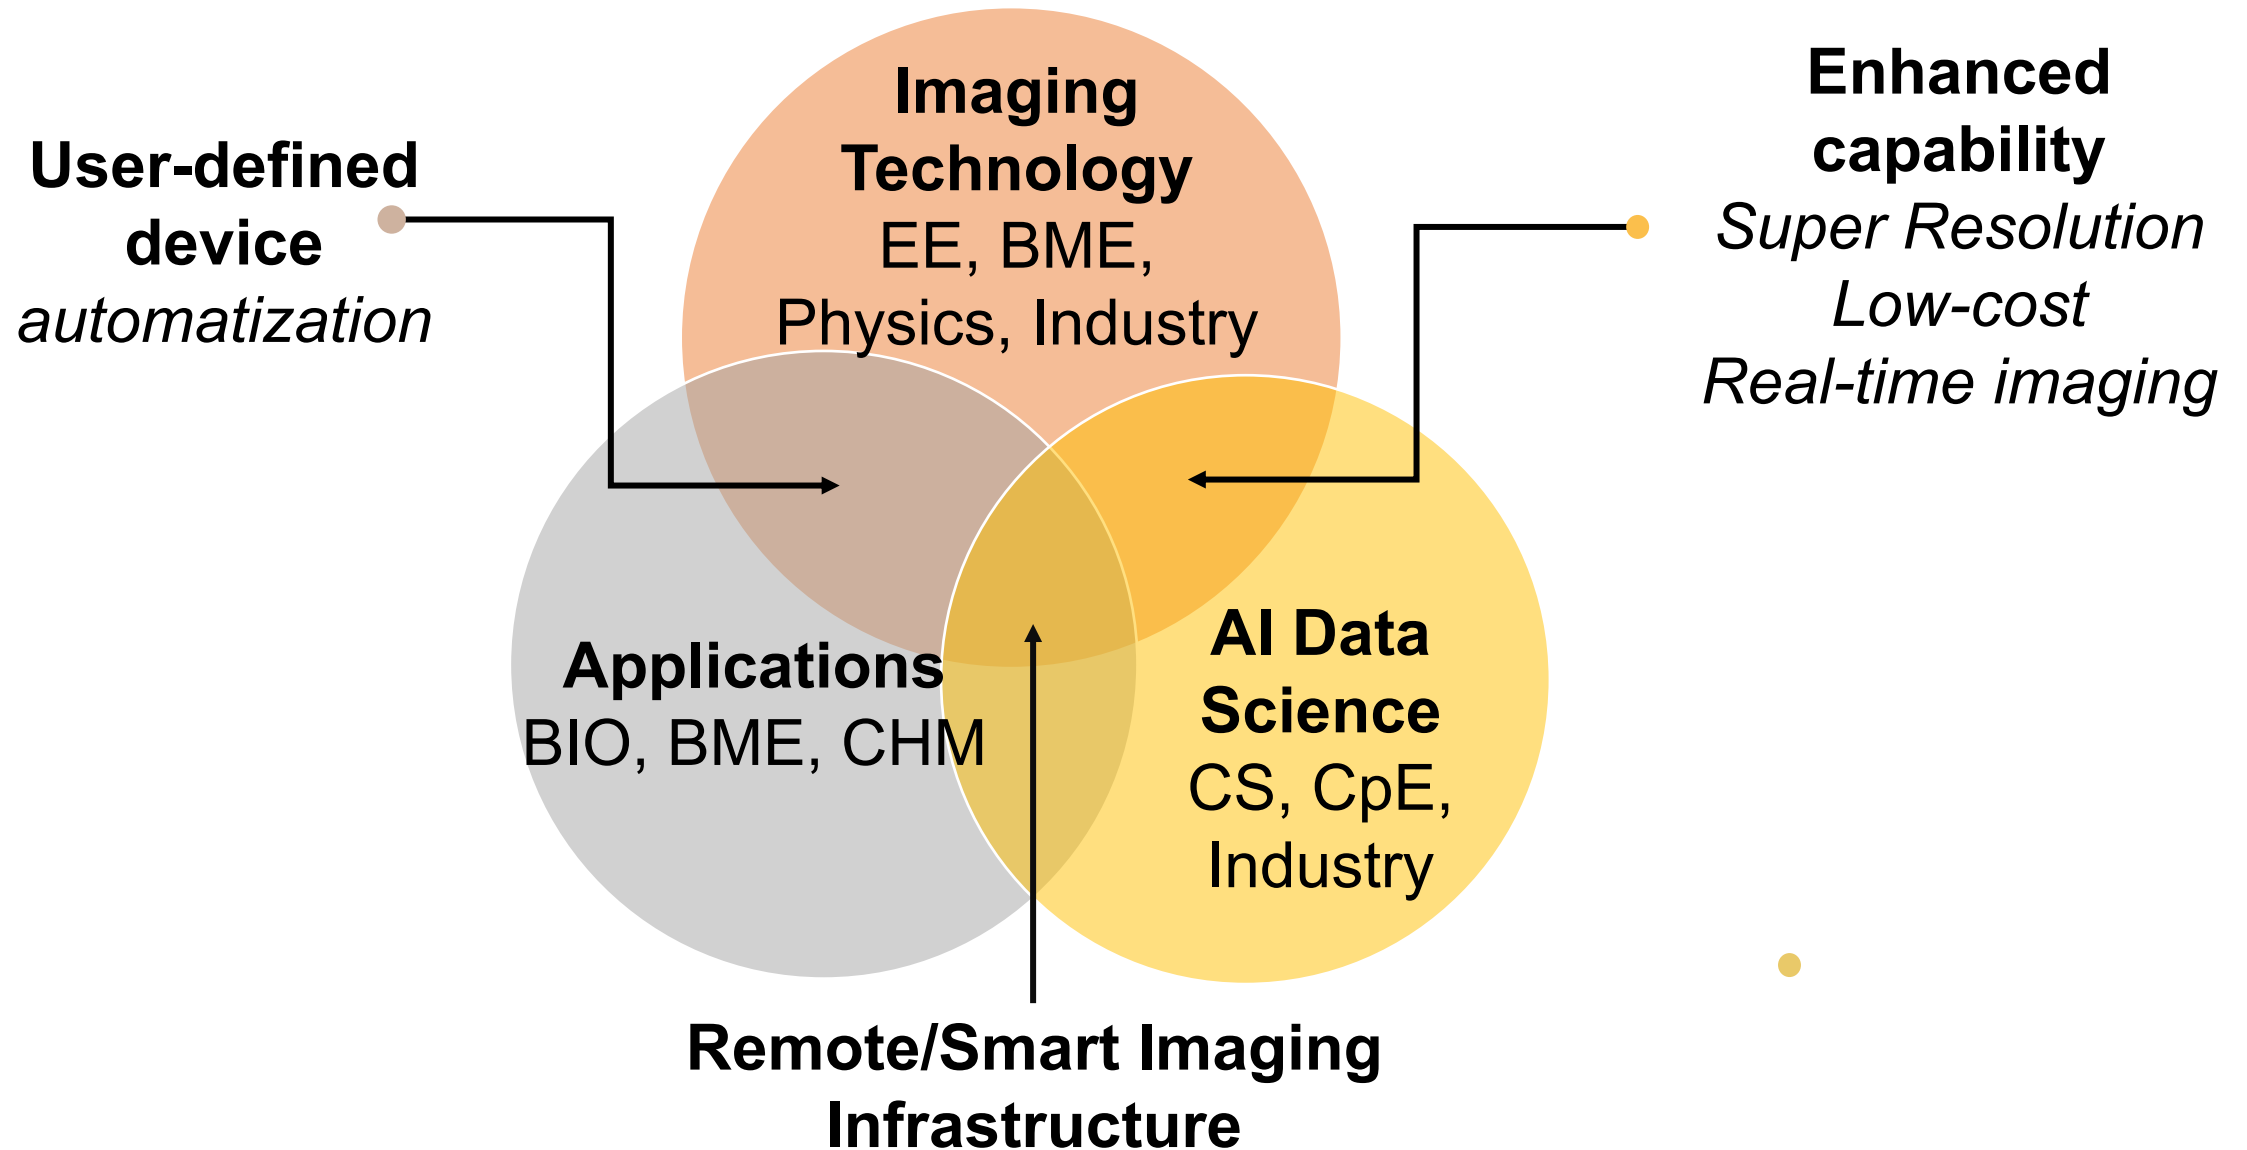 Imaging
Technology
EE, BME,
Physics, Industry
User-defined
device
automatization
Enhanced
capability
Super Resolution
Low-cost
Real-time imaging
Applications
BIO, BME, CHM
AI Data
Science
CS, CpE,
Industry
Remote/Smart Imaging
Infrastructure